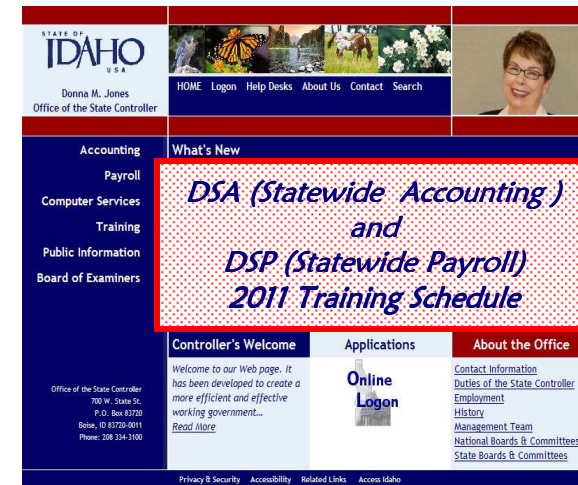 STATE OF
IDAHO
USA
Donna M. Jones
Office of the State Controller
HOME Logon Help Desks About Us Contact Search
Accounting
Payroll
Computer Services
Training
Public Information
Board of Examiners
What's New
DSA (Statewide Accounting )
and
DSP (Statewide Payroll)
2011 Training Schedule
Controller's Welcome
Welcome to our Web page. It
has been developed to create a
more efficient and effective
working government...
Read More
Applications
Online
Logon
About the Office
Contact Information
Duties of the State Controller
Employment
History
Management Team
National Boards & Committees
State Boards & Committees
Office of the State Controller
700 W. State St.
P.O. Box 83720
Boise, ID 83720-0011
Phone: 208 334-3100
Privacy & Security Accessibility Related Links Access Idaho